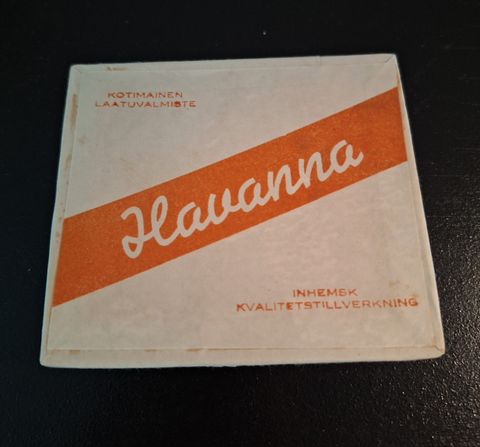 KOTIMAINEN
LAATUVALMISTE
Havanna
INHEMSK
KVALITETSTILLVERKNING